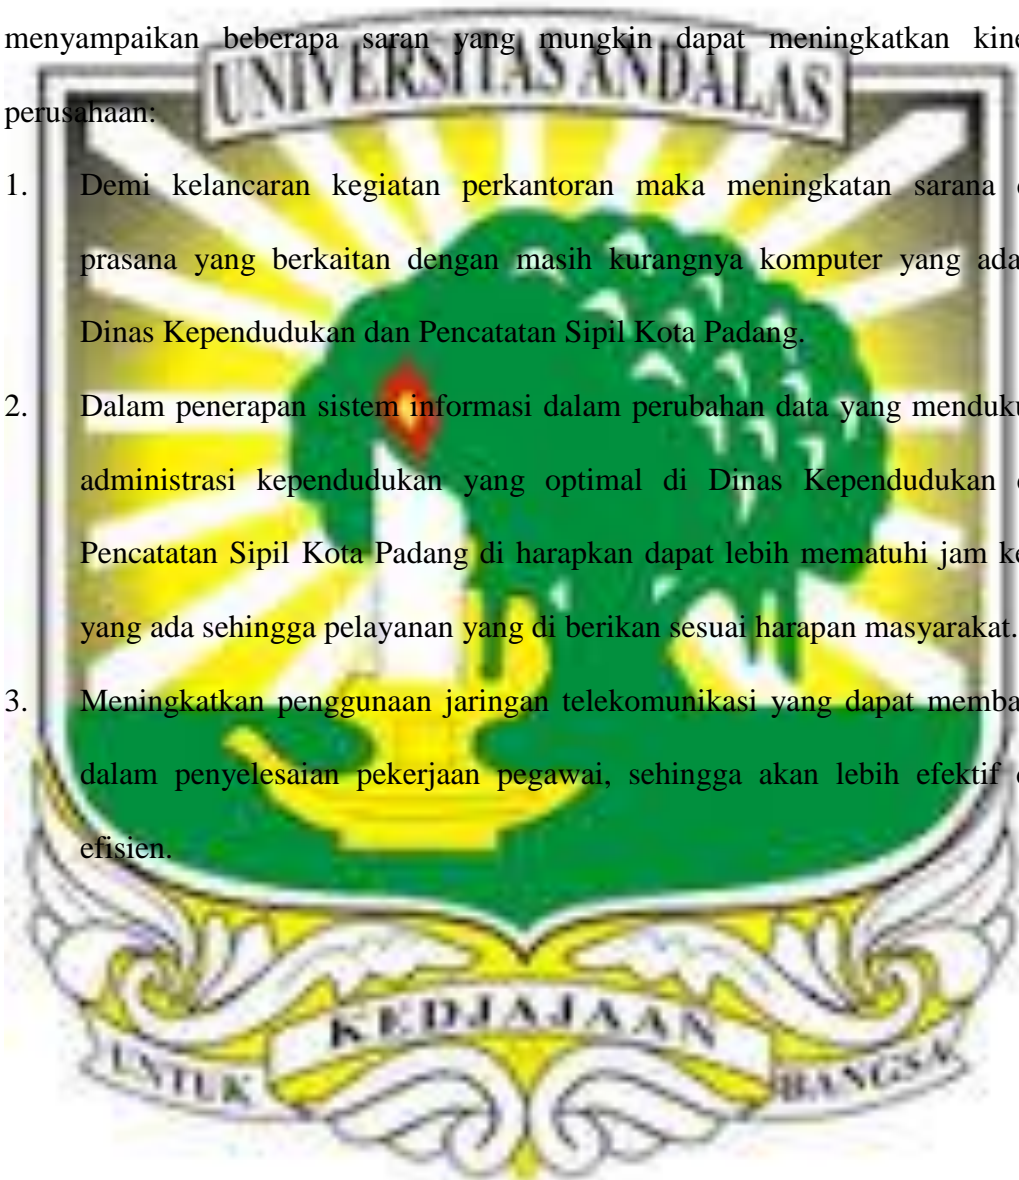 menyampaikan beberapa saran yang mungkin dapat meningkatkan kine
UNIVERSITAS ANDALAS
perusahaan:
1. Demi kelancaran kegiatan perkantoran maka meningkatan sarana
prasana yang berkaitan dengan masih kurangnya komputer yang ada
Dinas Kependudukan dan Pencatatan Sipil Kota Padang.
2. Dalam penerapan sistem informasi dalam perubahan data yang menduku
administrasi kependudukan yang optimal di Dinas Kependudukan
Pencatatan Sipil Kota Padang di harapkan dapat lebih mematuhi jam ke
yang ada sehingga pelayanan yang di berikan sesuai harapan masyarakat.
3. Meningkatkan penggunaan jaringan telekomunikasi yang dapat memba
dalam penyelesaian pekerjaan pegawai, sehingga akan lebih efektif
efisien.
KEDJAJAAN
UNTUK BANGSA